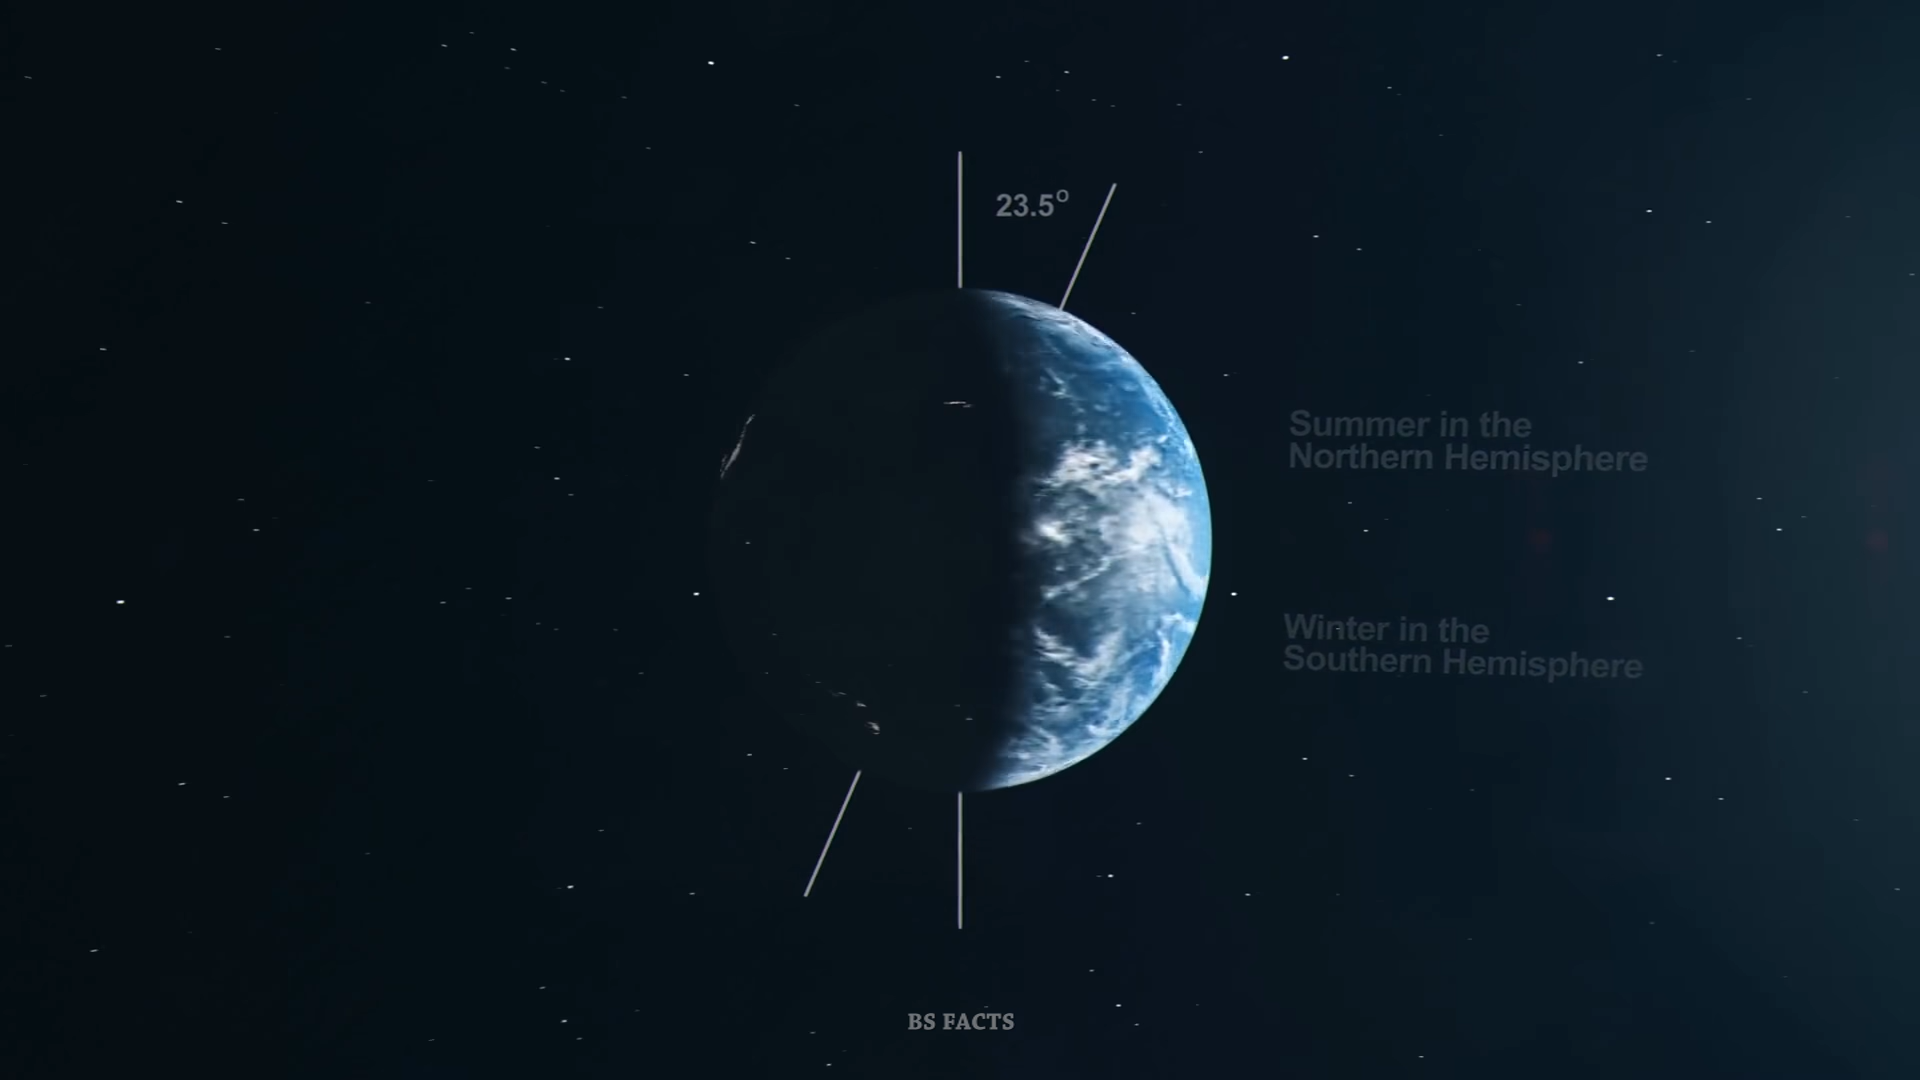 23.5°
Summer in the
Northern Hemisphere
Winter in the
Southern Hemisphere
BS FACTS